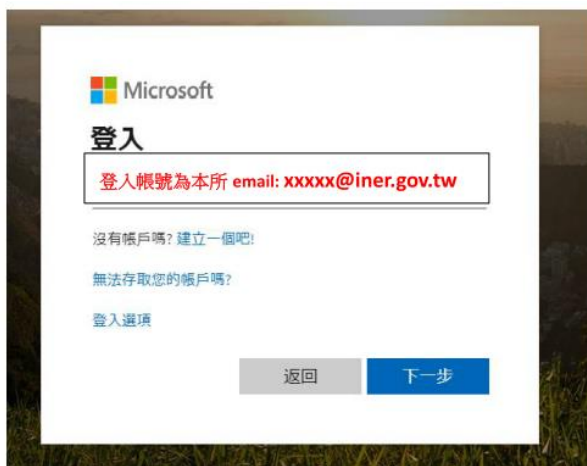 Microsoft
登入
登入帳號為本所 email: xxxxx@iner.gov.tw
沒有帳戶嗎? 建立一個吧!
無法存取您的帳戶嗎?
登入選項
返回 下一步